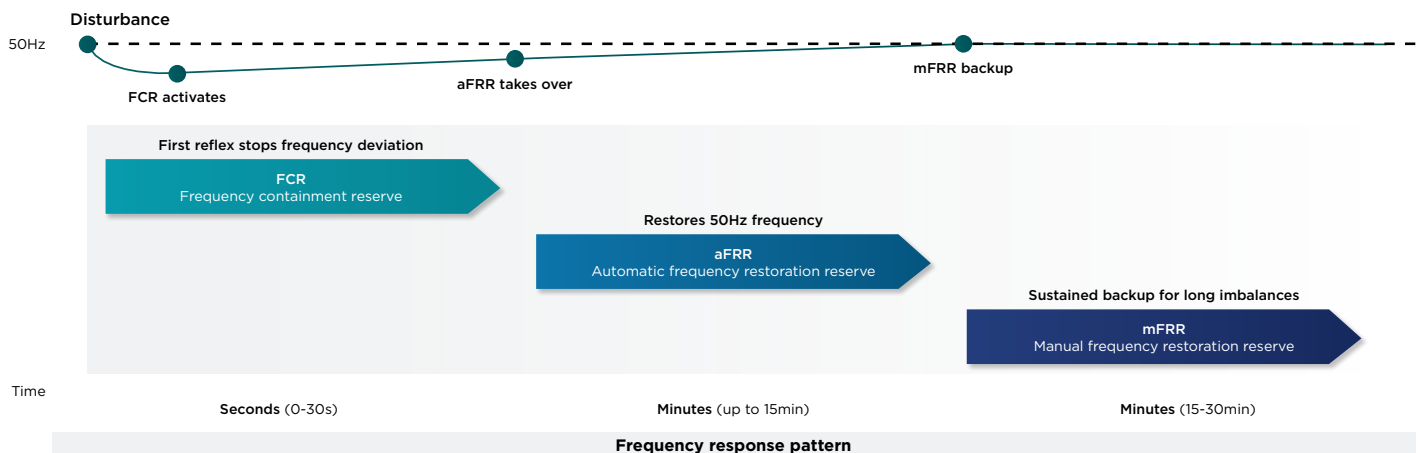 Disturbance
50Hz
FCR activates
aFRR takes over
mFRR backup
First reflex stops frequency deviation
FCR
Frequency containment reserve
Restores 50Hz frequency
aFRR
Automatic frequency restoration reserve
Sustained backup for long imbalances
mFRR
Manual frequency restoration reserve
Time
Seconds (0-30s)
Minutes (up to 15min)
Minutes (15-30min)
Frequency response pattern